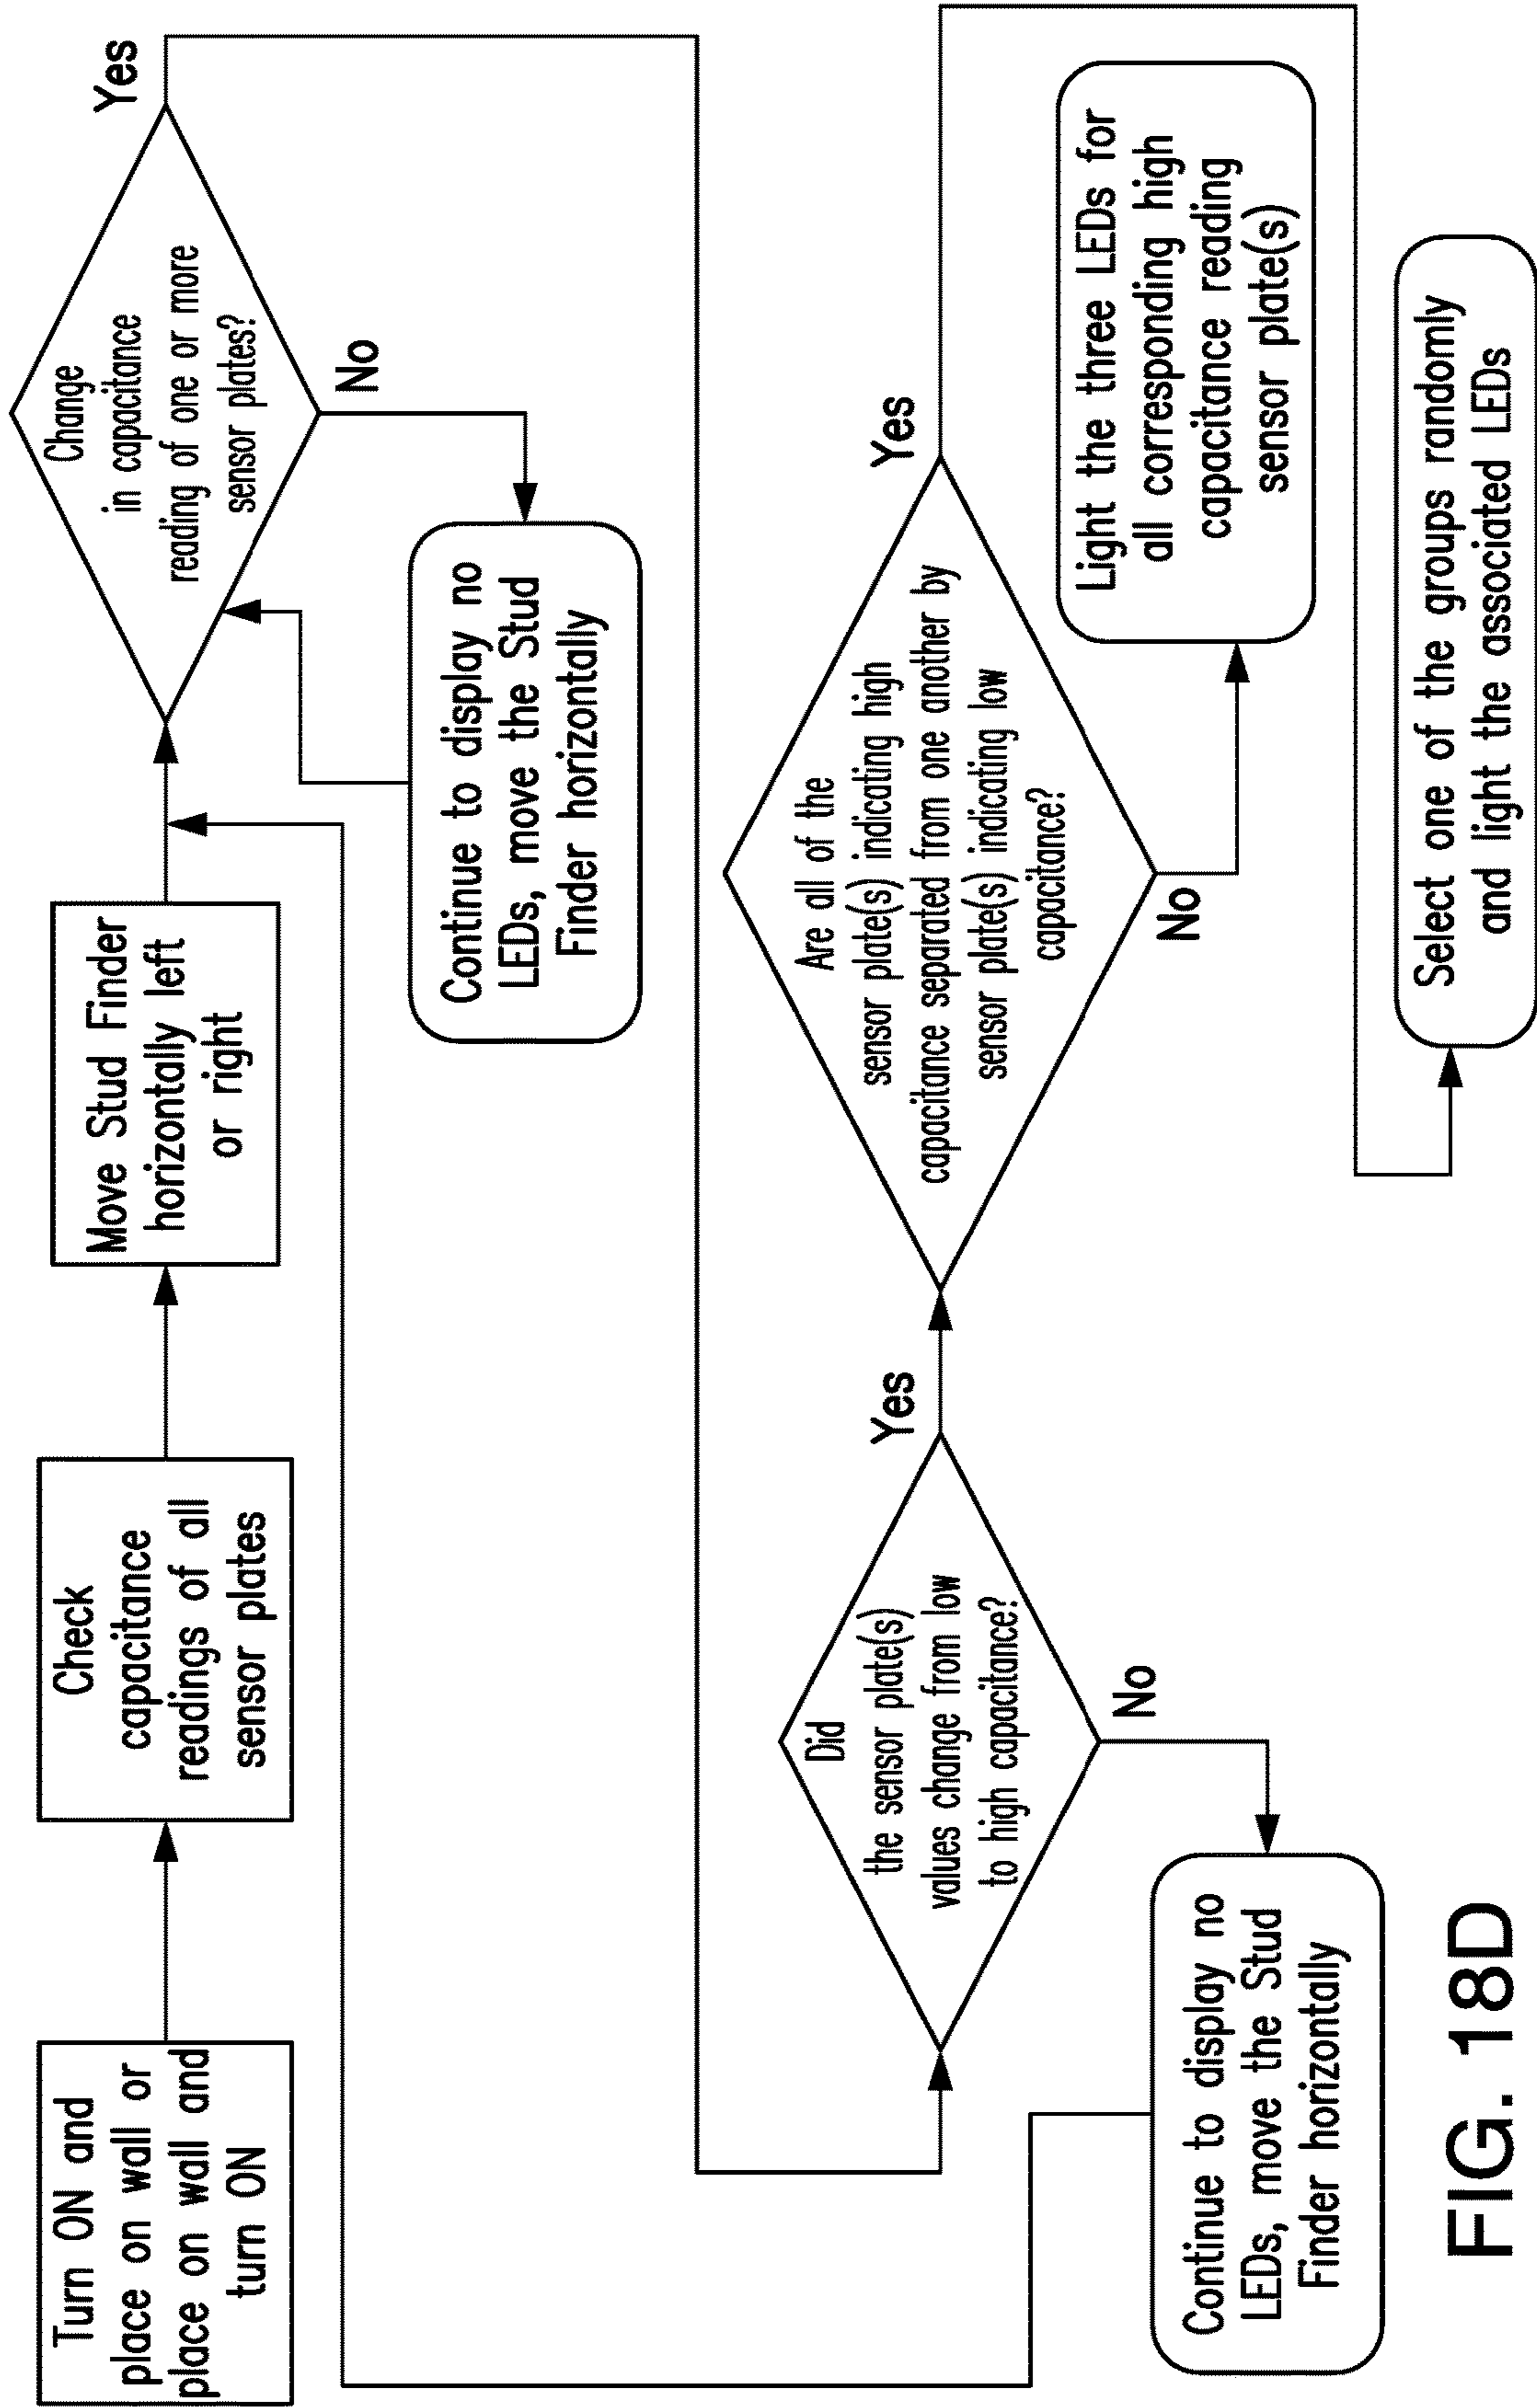 Turn ON and
place on wall or
place on wall and
turn ON
Check
capacitance
readings of all
sensor plates
Move Stud Finder
horizontally left
or right
Change
in capacitance
reading of one or more
sensor plates?
Yes
No
Continue to display no
LEDs, move the Stud
Finder horizontally
Did
the sensor plate(s)
values change from low
to high capacitance?
Yes
No
Continue to display no
LEDs, move the Stud
Finder horizontally
Are all of the
sensor plate(s) indicating high
capacitance separated from one another by
sensor plate(s) indicating low
capacitance?
Yes
No
Light the three LEDs for
all corresponding high
capacitance reading
sensor plate(s)
Select one of the groups randomly
and light the associated LEDs
FIG. 18D